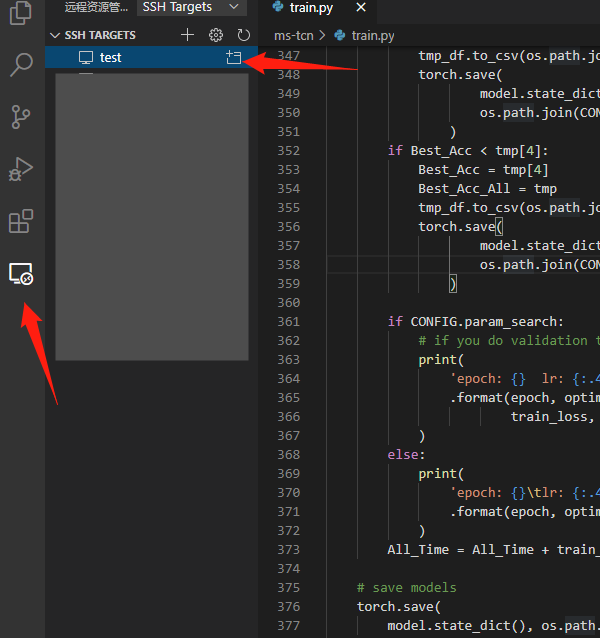 远程资源管...
SSH Targets
SSH TARGETS
test
train.py
ms-tcn > train.py
347 tmp_df.to_csv(os.path.jo
348 torch.save(
349 model.state_dict
350 os.path.join(CON
351 )
352 if Best_Acc < tmp[4]:
353 Best_Acc = tmp[4]
354 Best_Acc_All = tmp
355 tmp_df.to_csv(os.path.jo
356 torch.save(
357 model.state_dict
358 os.path.join(CON
359 )
360
361 if CONFIG.param_search:
362 # if you do validation t
363 print(
364 'epoch: {}  lr: {:.4
365 .format(epoch, optim
366 train_loss,
367 )
368 else:
369 print(
370 'epoch: {}\tlr: {:.4
371 .format(epoch, optim
372 )
373 All_Time = All_Time + train_
374
375 # save models
376 torch.save(
377 model.state_dict(), os.path.